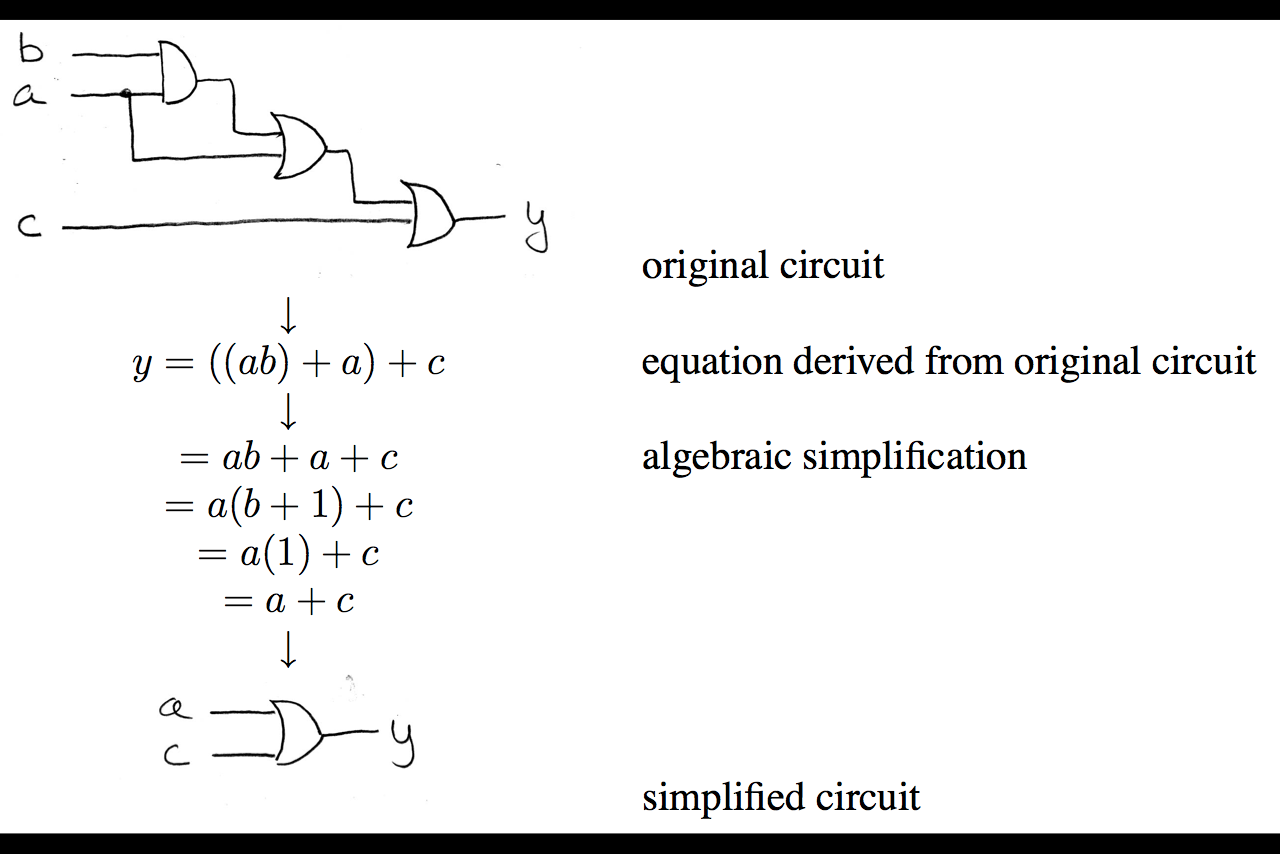 b
a
c
y
original circuit
↓
y = ((ab) + a) + c equation derived from original circuit
↓
= ab + a + c algebraic simplification
= a(b + 1) + c
= a(1) + c
= a + c
↓
a
c
y
simplified circuit